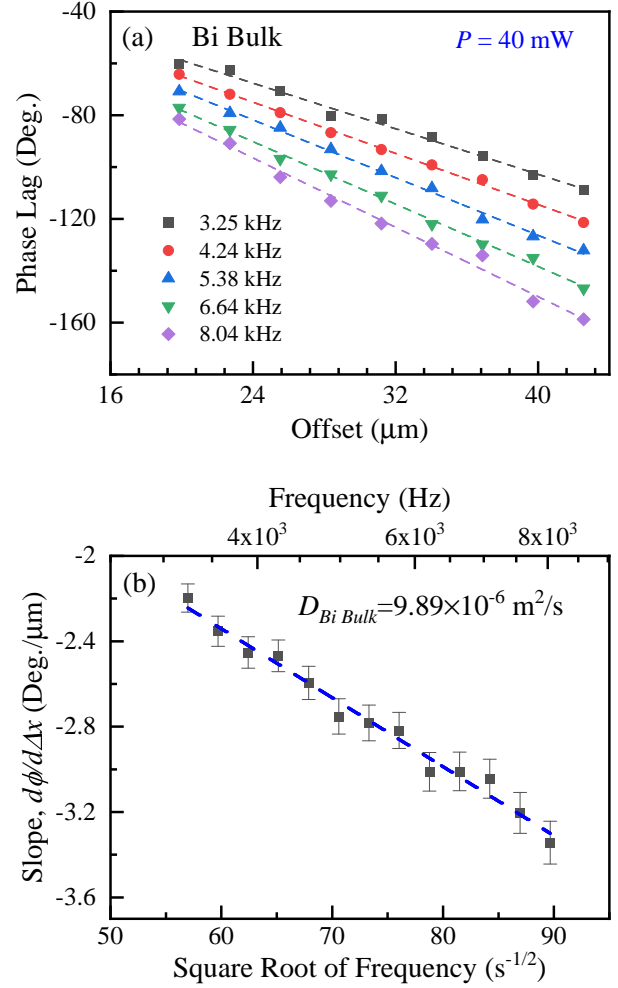 (a) Bi Bulk P = 40 mW
-60
-80
-120
-160
Phase Lag (Deg.)
3.25 kHz
4.24 kHz
5.38 kHz
6.64 kHz
8.04 kHz
16 24 32 40
Offset (μm)
Frequency (Hz)
4x10³ 6x10³ 8x10³
(b) D_Bi Bulk=9.89×10⁻⁶ m²/s
-2
-2.4
-2.8
-3.2
-3.6
Slope, dϕ/dΔx (Deg./μm)
50 60 70 80 90
Square Root of Frequency (s⁻¹/²)